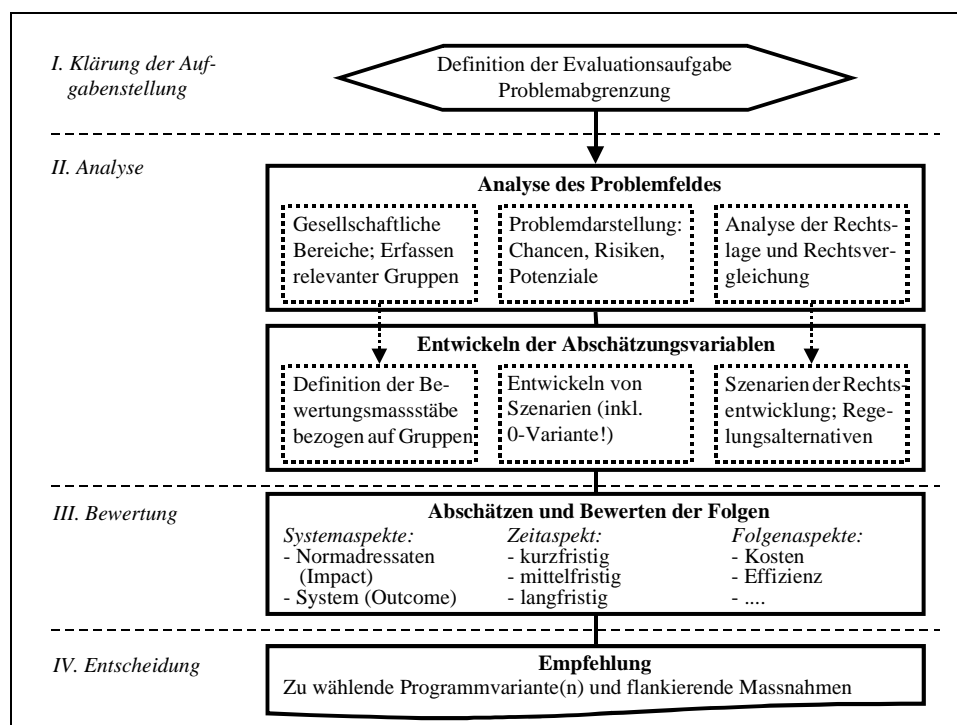 I. Klärung der Auf-
gabenstellung
Definition der Evaluationsaufgabe
Problemabgrenzung
II. Analyse
Analyse des Problemfeldes
Gesellschaftliche
Bereiche; Erfassen
relevanter Gruppen
Problemdarstellung:
Chancen, Risiken,
Potenziale
Analyse der Rechts-
lage und Rechtsver-
gleichung
Entwickeln der Abschätzungsvariablen
Definition der Be-
wertungsmassstäbe
bezogen auf Gruppen
Entwickeln von
Szenarien (inkl.
0-Variante!)
Szenarien der Rechts-
entwicklung; Rege-
lungsalternativen
III. Bewertung
Abschätzen und Bewerten der Folgen
Systemaspekte:
- Normadressaten
(Impact)
- System (Outcome)
Zeitaspekt:
- kurzfristig
- mittelfristig
- langfristig
Folgenaspekte:
- Kosten
- Effizienz
- ....
IV. Entscheidung
Empfehlung
Zu wählende Programmvariante(n) und flankierende Massnahmen